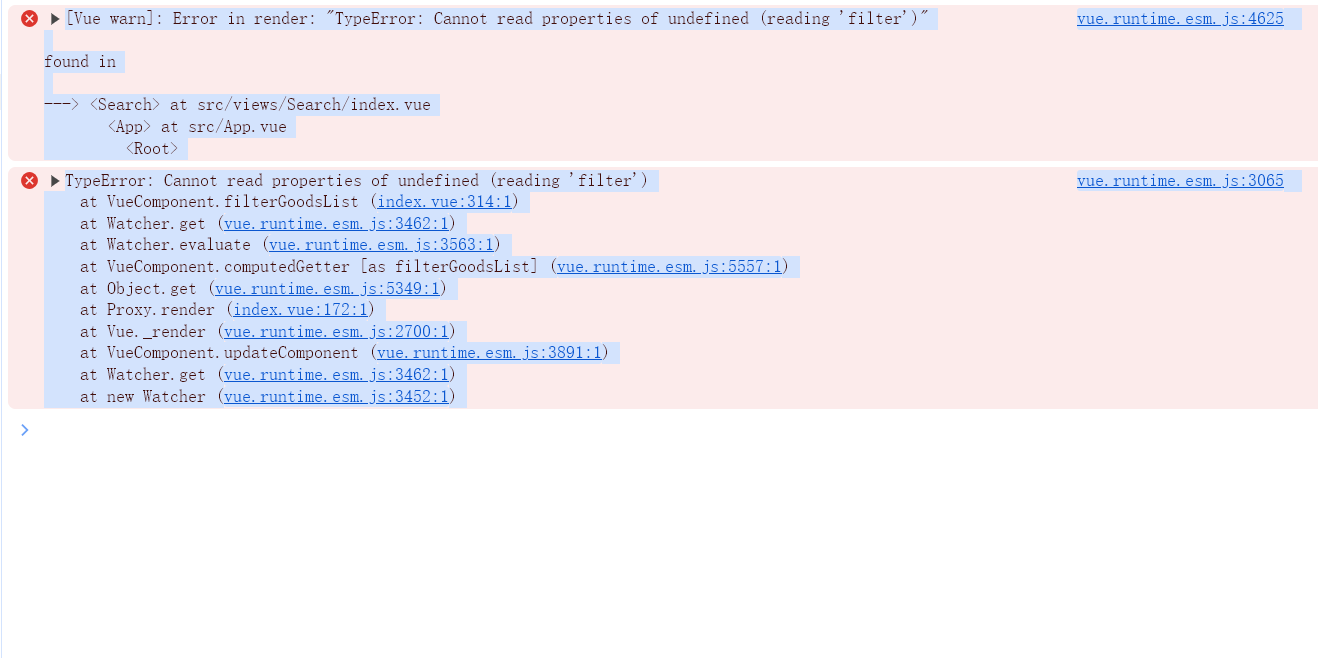 [Vue warn]: Error in render: "TypeError: Cannot read properties of undefined (reading 'filter')" vue.runtime.esm.js:4625
found in
---> <Search> at src/views/Search/index.vue
<App> at src/App.vue
<Root>
TypeError: Cannot read properties of undefined (reading 'filter') vue.runtime.esm.js:3065
at VueComponent.filterGoodsList (index.vue:314:1)
at Watcher.get (vue.runtime.esm.js:3462:1)
at Watcher.evaluate (vue.runtime.esm.js:3563:1)
at VueComponent.computedGetter [as filterGoodsList] (vue.runtime.esm.js:5557:1)
at Object.get (vue.runtime.esm.js:5349:1)
at Proxy.render (index.vue:172:1)
at Vue._render (vue.runtime.esm.js:2700:1)
at VueComponent.updateComponent (vue.runtime.esm.js:3891:1)
at Watcher.get (vue.runtime.esm.js:3462:1)
at new Watcher (vue.runtime.esm.js:3452:1)